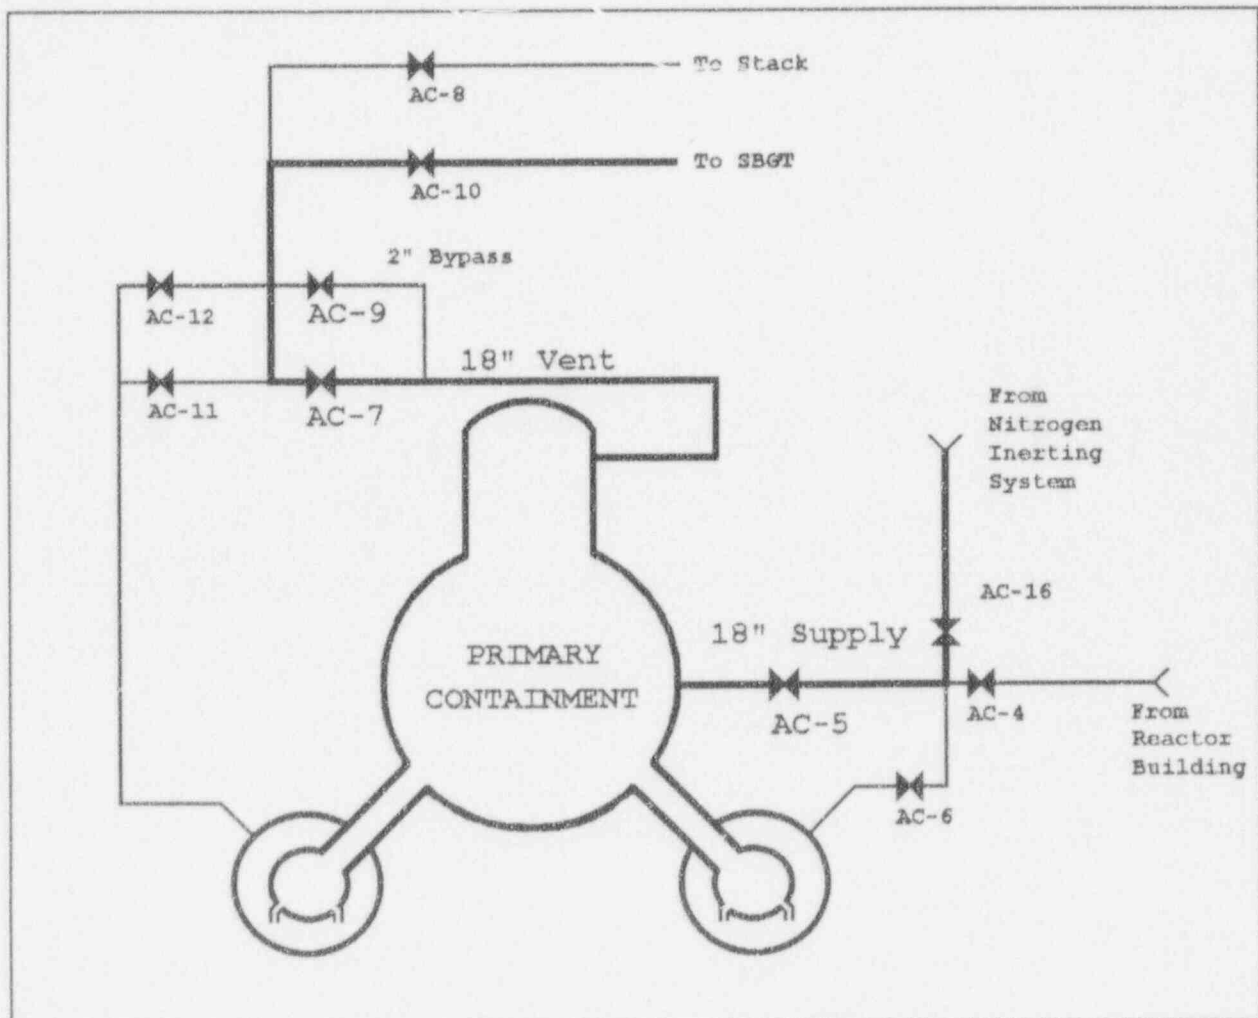 To Stack
AC-8
To SBGT
AC-10
2" Bypass
AC-12
AC-9
18" Vent
AC-11
AC-7
From
Nitrogen
Inerting
System
AC-16
18" Supply
PRIMARY
CONTAINMENT
AC-5
AC-4
From
Reactor
Building
AC-6